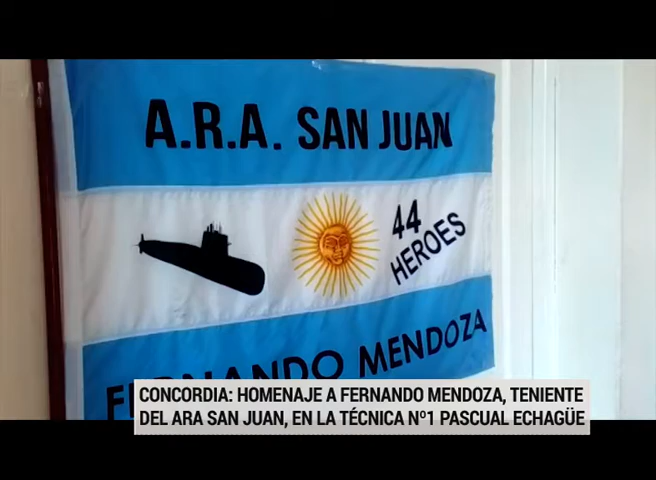 A.R.A. SAN JUAN
44
HEROES
FERNANDO MENDOZA
CONCORDIA: HOMENAJE A FERNANDO MENDOZA, TENIENTE
DEL ARA SAN JUAN, EN LA TÉCNICA Nº1 PASCUAL ECHAGÜE